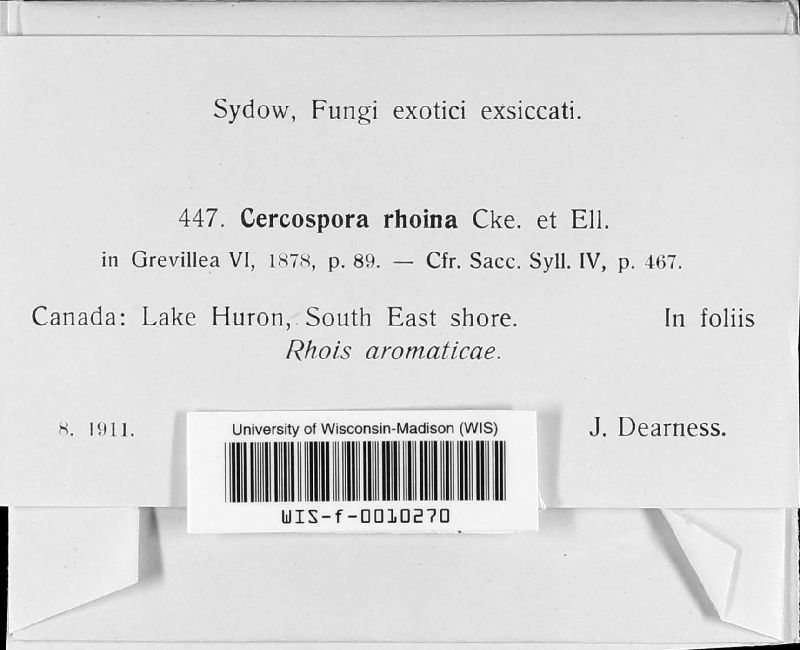 Sydow, Fungi exotici exsiccati.
447. Cercospora rhoina Cke. et Ell.
in Grevillea VI, 1878, p. 89. — Cfr. Sacc. Syll. IV, p. 467.
Canada: Lake Huron, South East shore. In foliis
Rhois aromaticae.
8. 1911. J. Dearness.
University of Wisconsin-Madison (WIS)
WIS-f-0010270